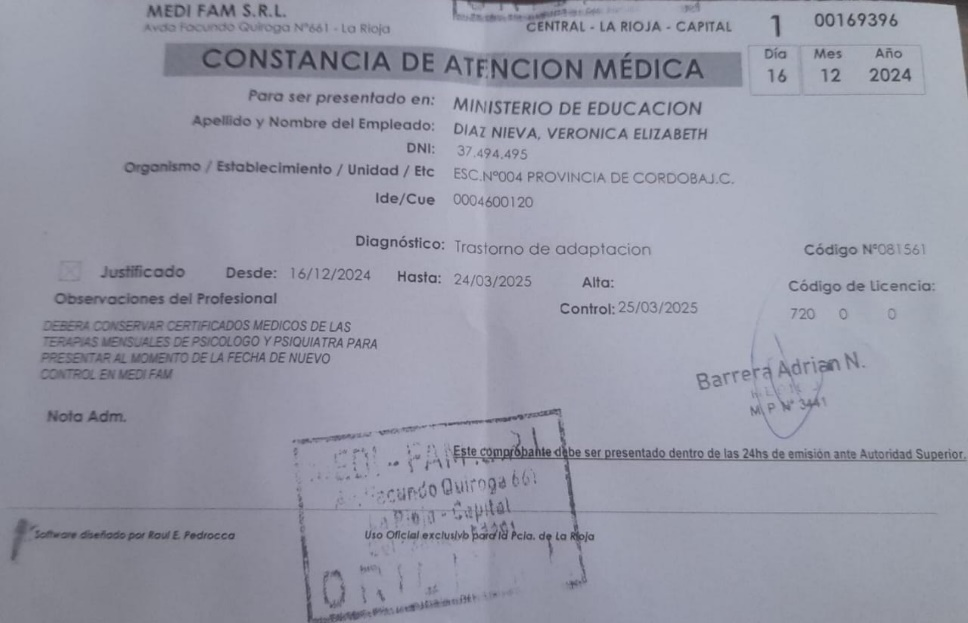 MEDI FAM S.R.L.
Avda Facundo Quiroga Nº661 - La Rioja
CENTRAL - LA RIOJA - CAPITAL
1
00169396
CONSTANCIA DE ATENCION MÉDICA
Día Mes Año
16 12 2024
Para ser presentado en: MINISTERIO DE EDUCACION
Apellido y Nombre del Empleado: DIAZ NIEVA, VERONICA ELIZABETH
DNI: 37.494.495
Organismo / Establecimiento / Unidad / Etc ESC.Nº004 PROVINCIA DE CORDOBAJ.C.
Ide/Cue 0004600120
Diagnóstico: Trastorno de adaptacion
Código Nº081561
Justificado Desde: 16/12/2024 Hasta: 24/03/2025 Alta:
Código de Licencia:
Observaciones del Profesional
Control: 25/03/2025
720 0 0
DEBERA CONSERVAR CERTIFICADOS MEDICOS DE LAS
TERAPIAS MENSUALES DE PSICOLOGO Y PSIQUIATRA PARA
PRESENTAR AL MOMENTO DE LA FECHA DE NUEVO
CONTROL EN MEDI FAM
Barrera Adrian N.
M.P Nº 3441
Nota Adm.
Este comprobante debe ser presentado dentro de las 24hs de emisión ante Autoridad Superior.
MEDI - FAM
Facundo Quiroga 661
La Rioja - Capital
Software diseñado por Raul E. Pedrocca
Uso Oficial exclusivo para la Pcia. de La Rioja